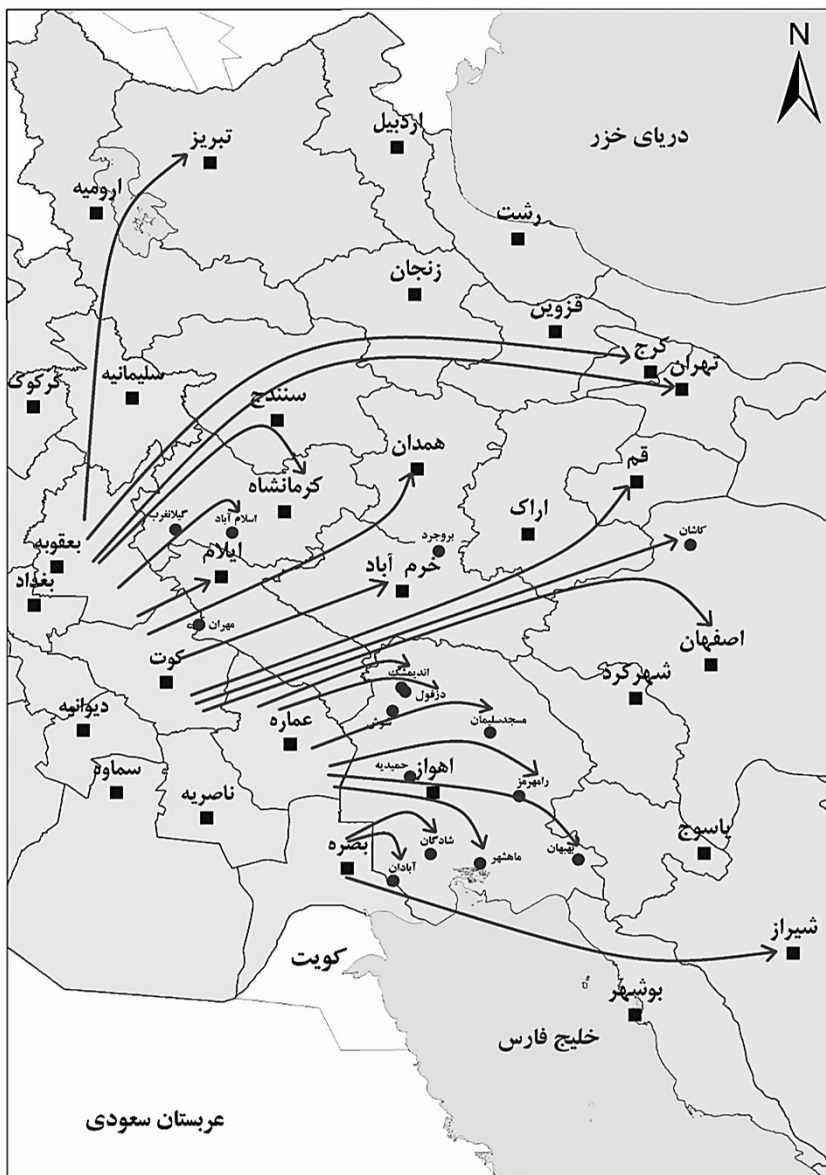 N
دریای خزر
اردبیل
تبریز
ارومیه
رشت
زنجان
قزوین
کرج
تهران
سلیمانیه
کرکوک
سنندج
همدان
قم
کرمانشاه
اراک
گیلانغرب
اسلام آباد
بروجرد
کاشان
بعقوبه
ایلام
خرم آباد
بغداد
مهران
اصفهان
کوت
اندیمشک
شهرکرد
دزفول
دیوانیه
عماره
شوش
مسجدسلیمان
سماوه
حمیدیه
اهواز
ناصریه
رامهرمز
یاسوج
بصره
شادگان
بهبهان
ماهشهر
آبادان
شیراز
کویت
بوشهر
خلیج فارس
عربستان سعودی